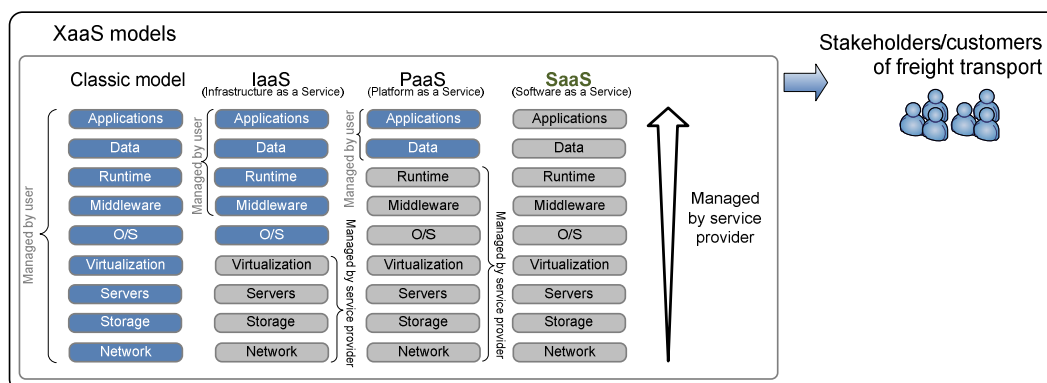 XaaS models
Stakeholders/customers
of freight transport
Classic model
IaaS
(Infrastructure as a Service)
PaaS
(Platform as a Service)
SaaS
(Software as a Service)
Managed by user
Applications
Data
Runtime
Middleware
O/S
Virtualization
Servers
Storage
Network
Managed by user
Applications
Data
Runtime
Middleware
O/S
Virtualization
Servers
Storage
Network
Managed by service provider
Managed by user
Applications
Data
Runtime
Middleware
O/S
Virtualization
Servers
Storage
Network
Managed by service provider
Applications
Data
Runtime
Middleware
O/S
Virtualization
Servers
Storage
Network
Managed
by service
provider